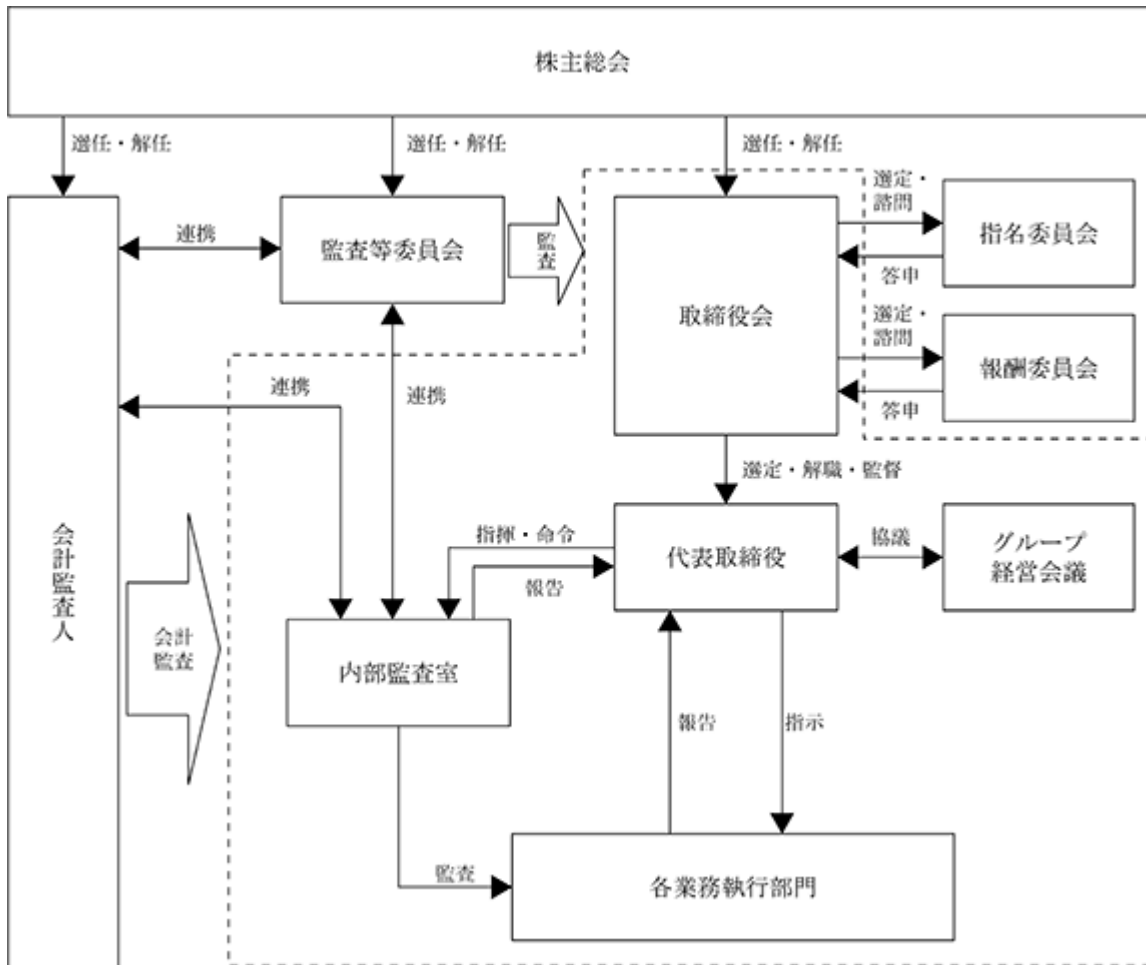 株主総会
選任・解任
選任・解任
選任・解任
選定・
諮問
指名委員会
連携
監査等委員会
監
査
取締役会
答申
選定・
諮問
報酬委員会
答申
連携
連携
選定・解職・監督
会計監査人
指揮・命令
代表取締役
協議
グループ
経営会議
報告
会計
監査
内部監査室
報告
指示
監査
各業務執行部門